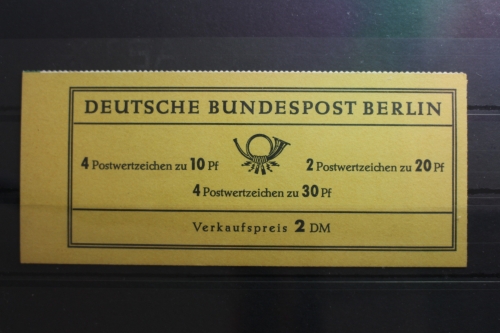 DEUTSCHE BUNDESPOST BERLIN
4 Postwertzeichen zu 10 Pf 2 Postwertzeichen zu 20 Pf
4 Postwertzeichen zu 30 Pf
Verkaufspreis 2 DM